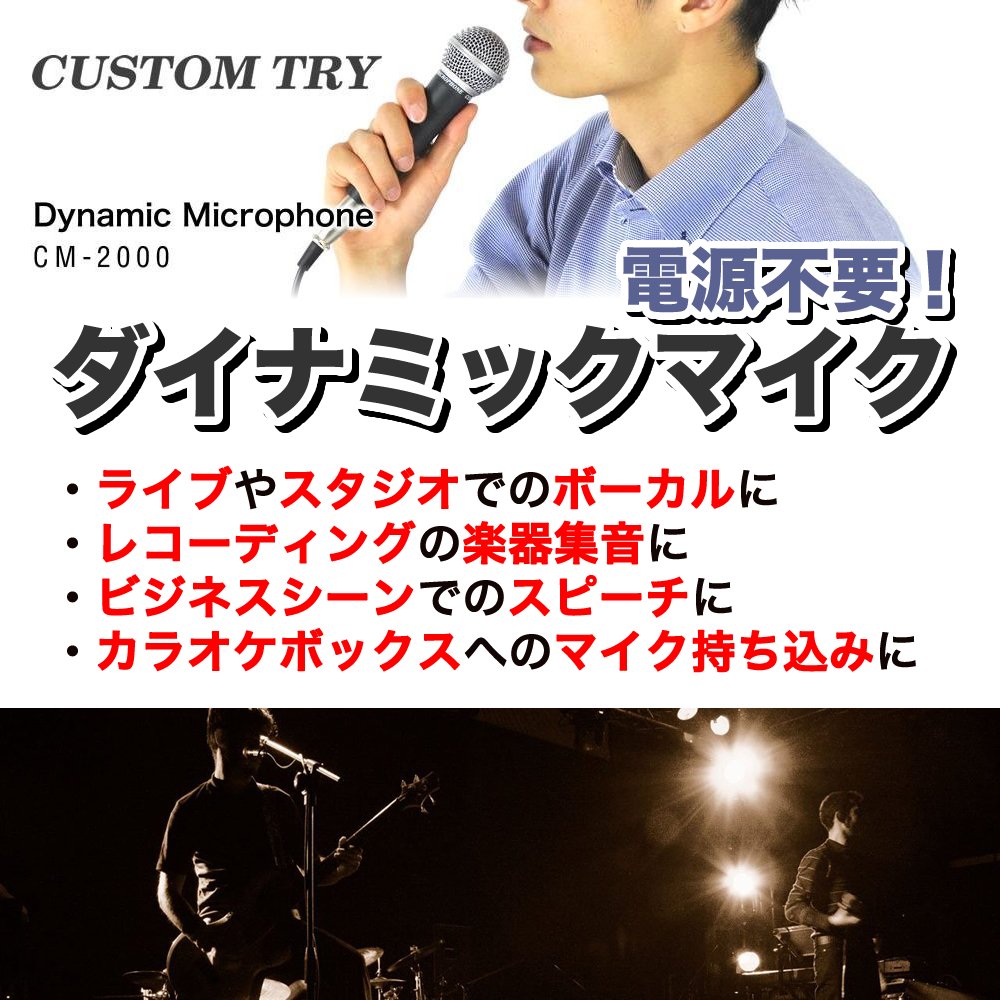 CUSTOM TRY
Dynamic Microphone
CM-2000
電源不要！
ダイナミックマイク
・ライブやスタジオでのボーカルに
・レコーディングの楽器集音に
・ビジネスシーンでのスピーチに
・カラオケボックスへのマイク持ち込みに